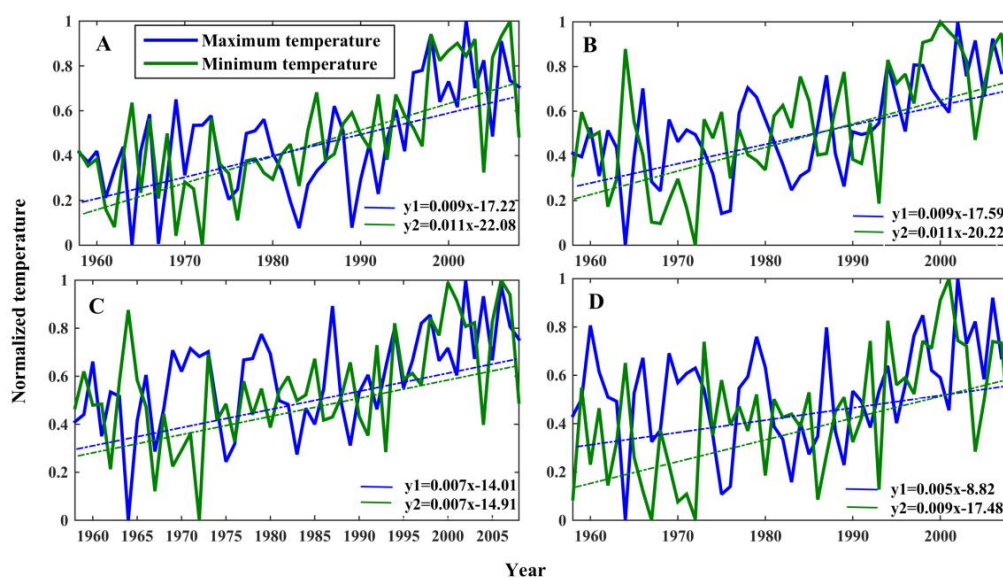 Normalized temperature
A
Maximum temperature
Minimum temperature
1
0.8
0.6
0.4
0.2
0
y1=0.009x-17.22
y2=0.011x-22.08
1960 1970 1980 1990 2000
B
1
0.8
0.6
0.4
0.2
0
y1=0.009x-17.59
y2=0.011x-20.22
1960 1970 1980 1990 2000
C
1
0.8
0.6
0.4
0.2
0
y1=0.007x-14.01
y2=0.007x-14.91
1960 1965 1970 1975 1980 1985 1990 1995 2000 2005
D
1
0.8
0.6
0.4
0.2
0
y1=0.005x-8.82
y2=0.009x-17.48
1960 1970 1980 1990 2000
Year